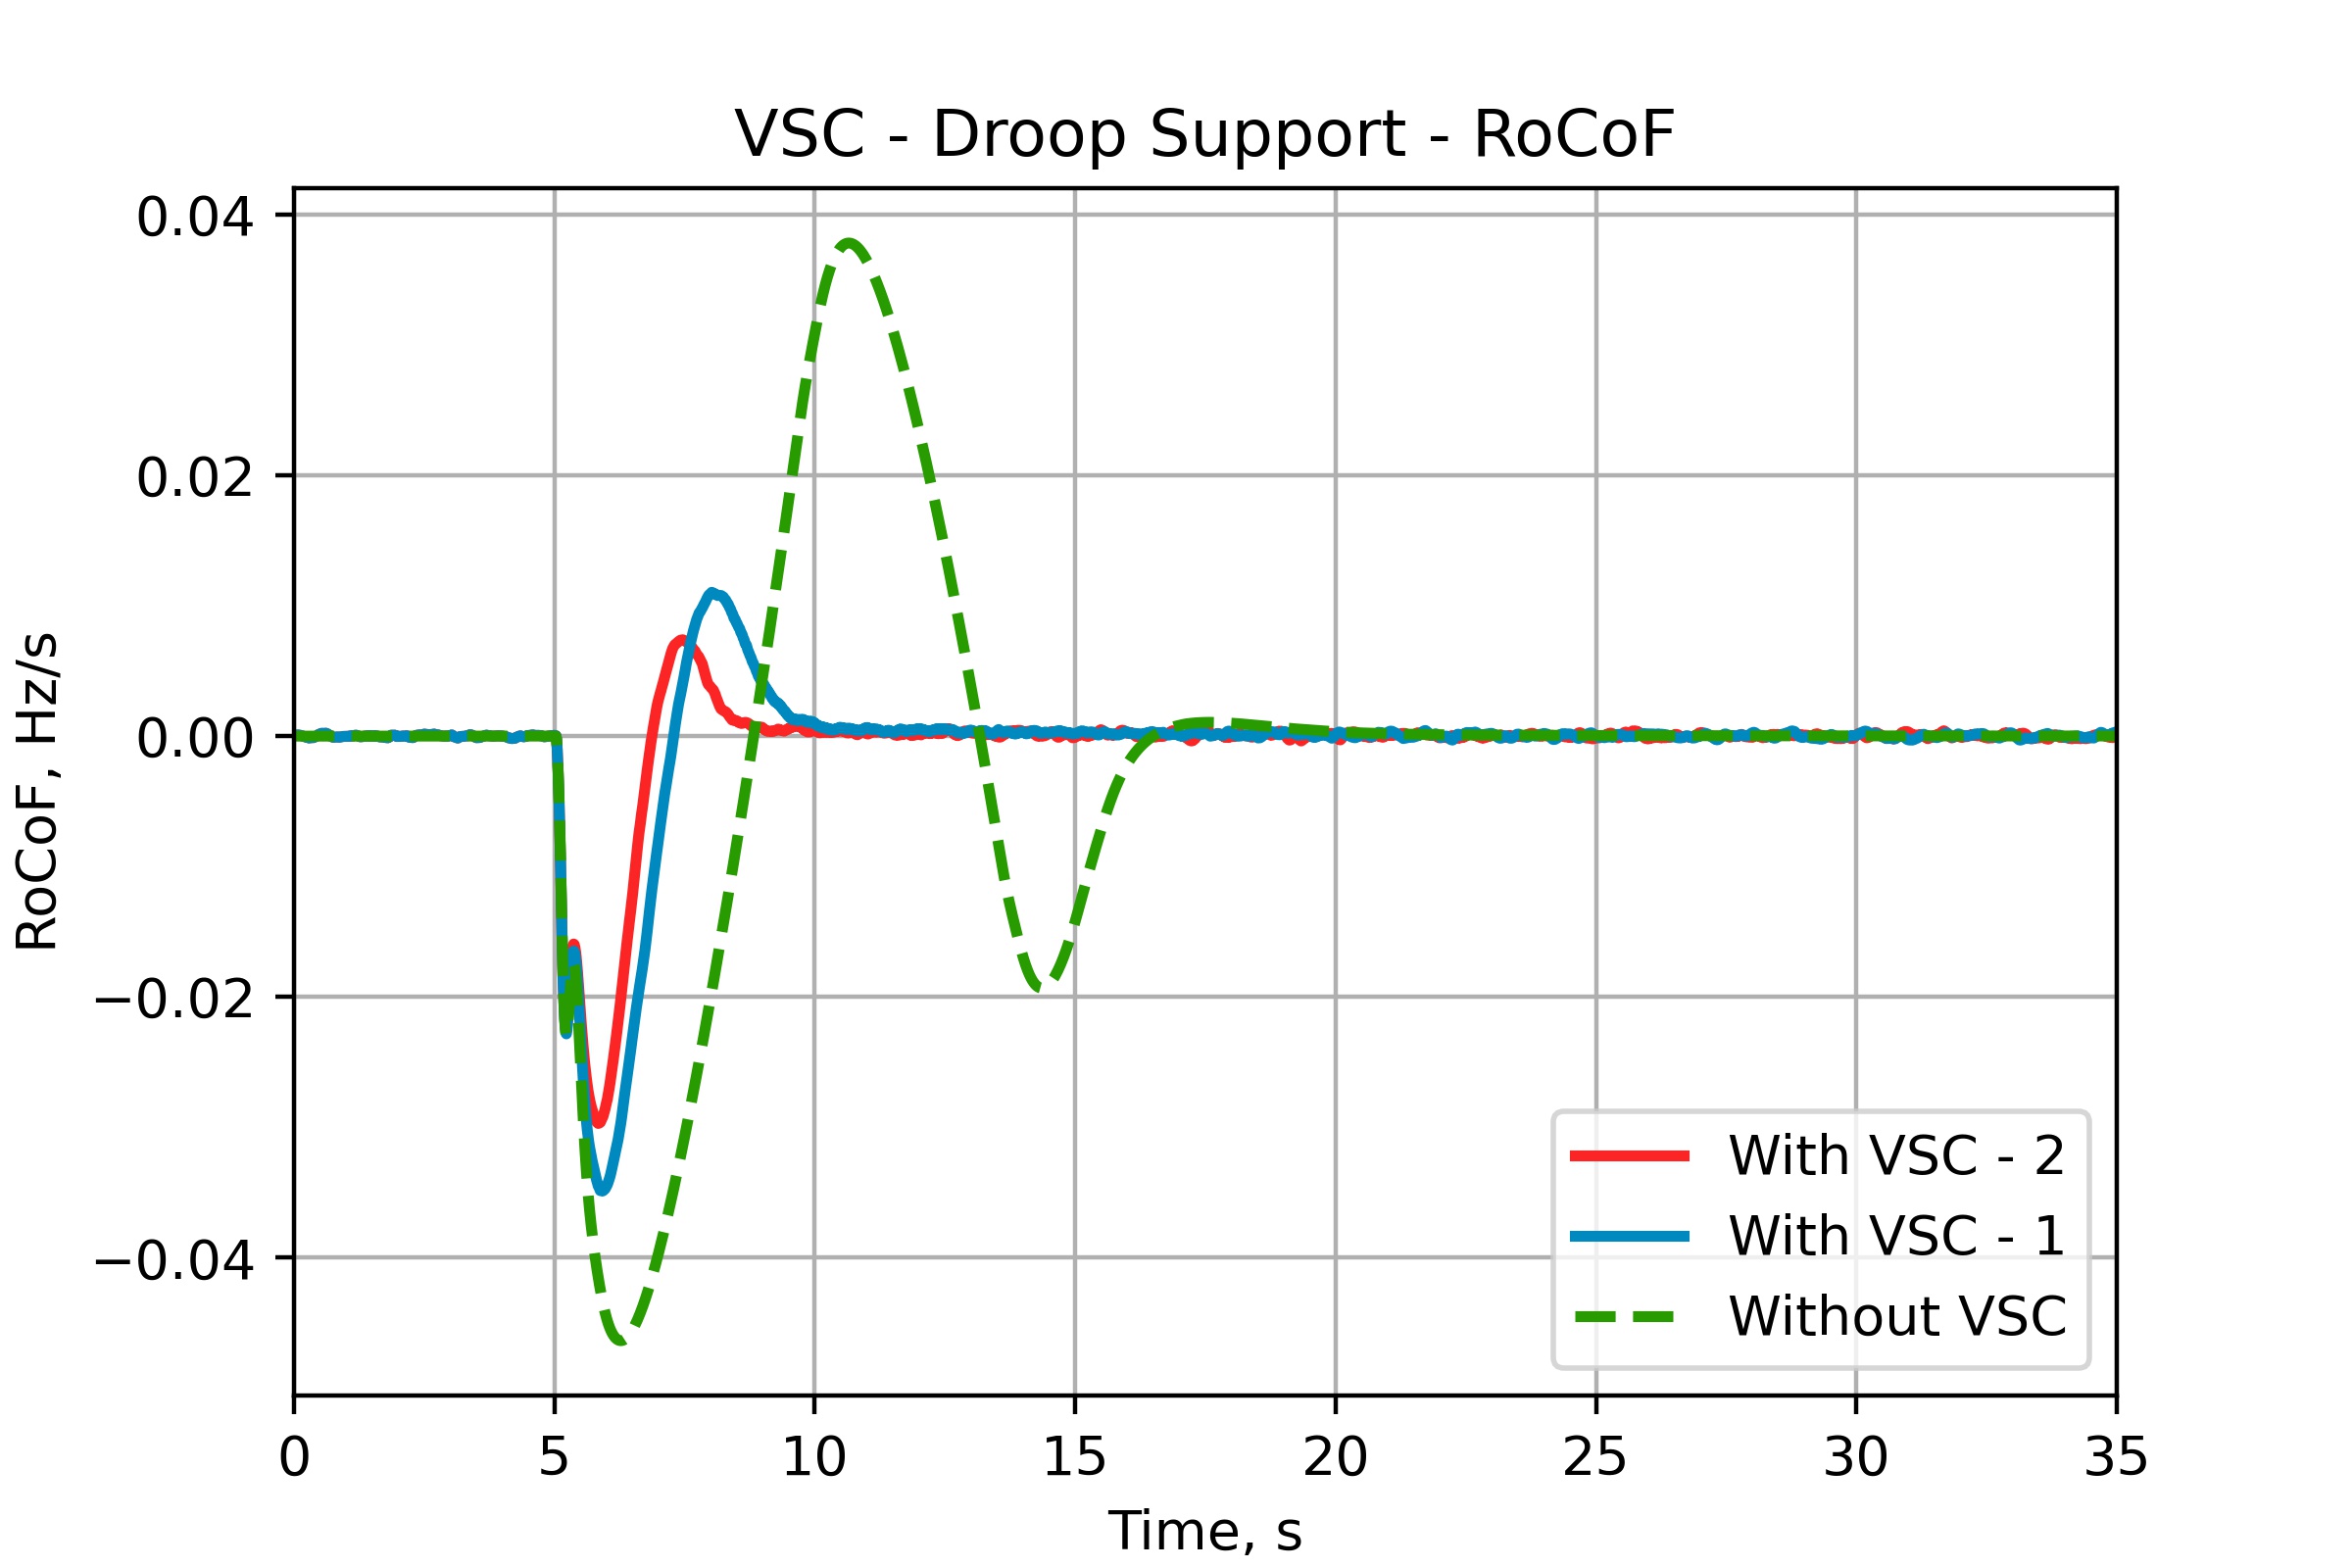 VSC - Droop Support - RoCoF
0.04
0.02
0.00
−0.02
−0.04
RoCoF, Hz/s
With VSC - 2
With VSC - 1
Without VSC
0 5 10 15 20 25 30 35
Time, s